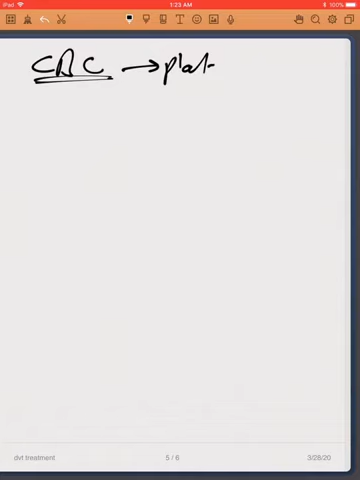 iPad 1:23 AM 100%
T
CBC → plat
dvt treatment 5 / 6 3/28/20